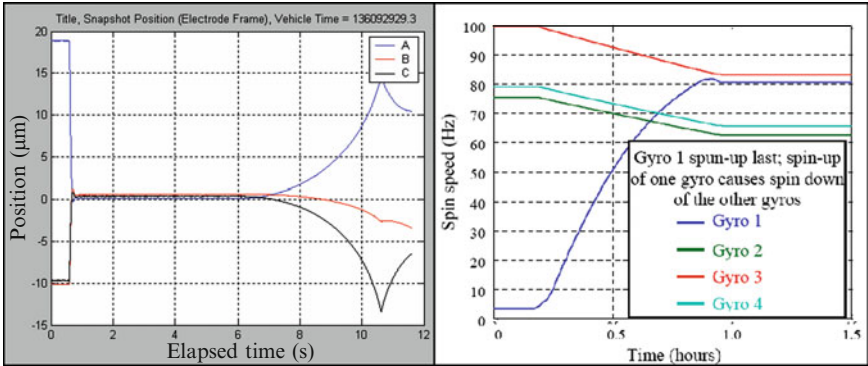 Title, Snapshot Position (Electrode Frame), Vehicle Time = 136092929.3
Position (μm)
20
15
10
5
0
-5
-10
-15
0
2
4
6
8
10
12
Elapsed time (s)
A
B
C
Spin speed (Hz)
100
90
80
70
60
50
40
30
20
10
0
0
0.5
1.0
1.5
Time (hours)
Gyro 1 spun-up last; spin-up
of one gyro causes spin down
of the other gyros
Gyro 1
Gyro 2
Gyro 3
Gyro 4